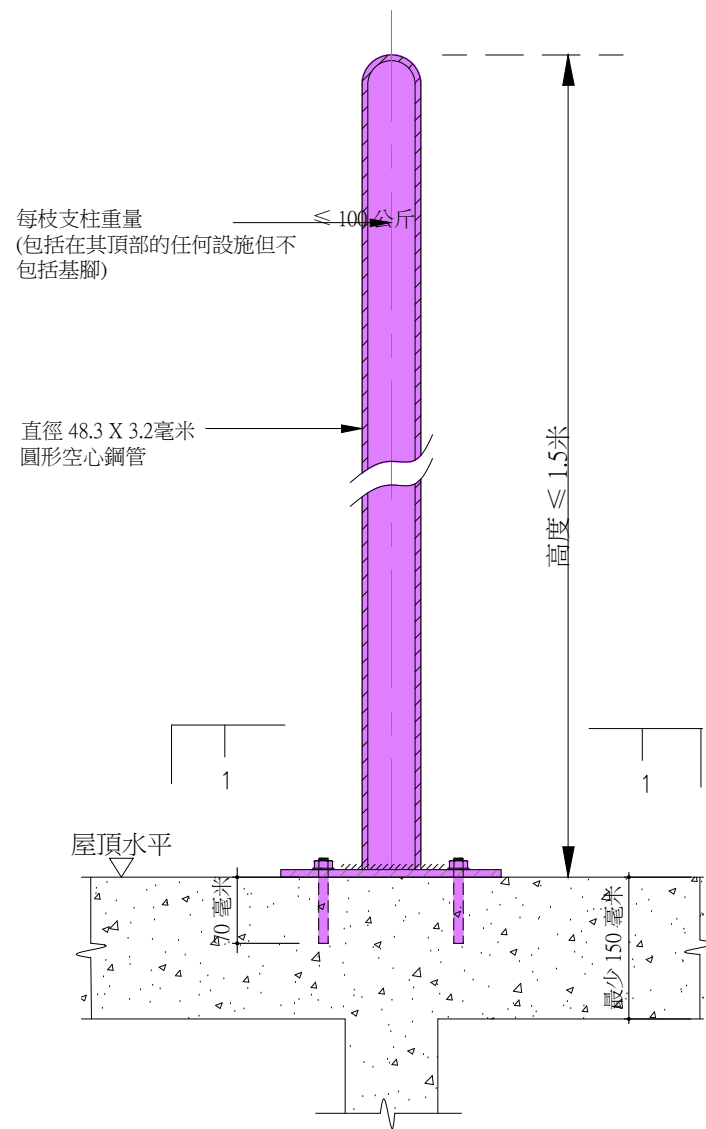 每枝支柱重量 ≤ 100 公斤
(包括在其頂部的任何設施但不
包括基腳)
直徑 48.3 X 3.2毫米
圓形空心鋼管
高度 ≤ 1.5米
1
1
屋頂水平
70 毫米
最少 150 毫米